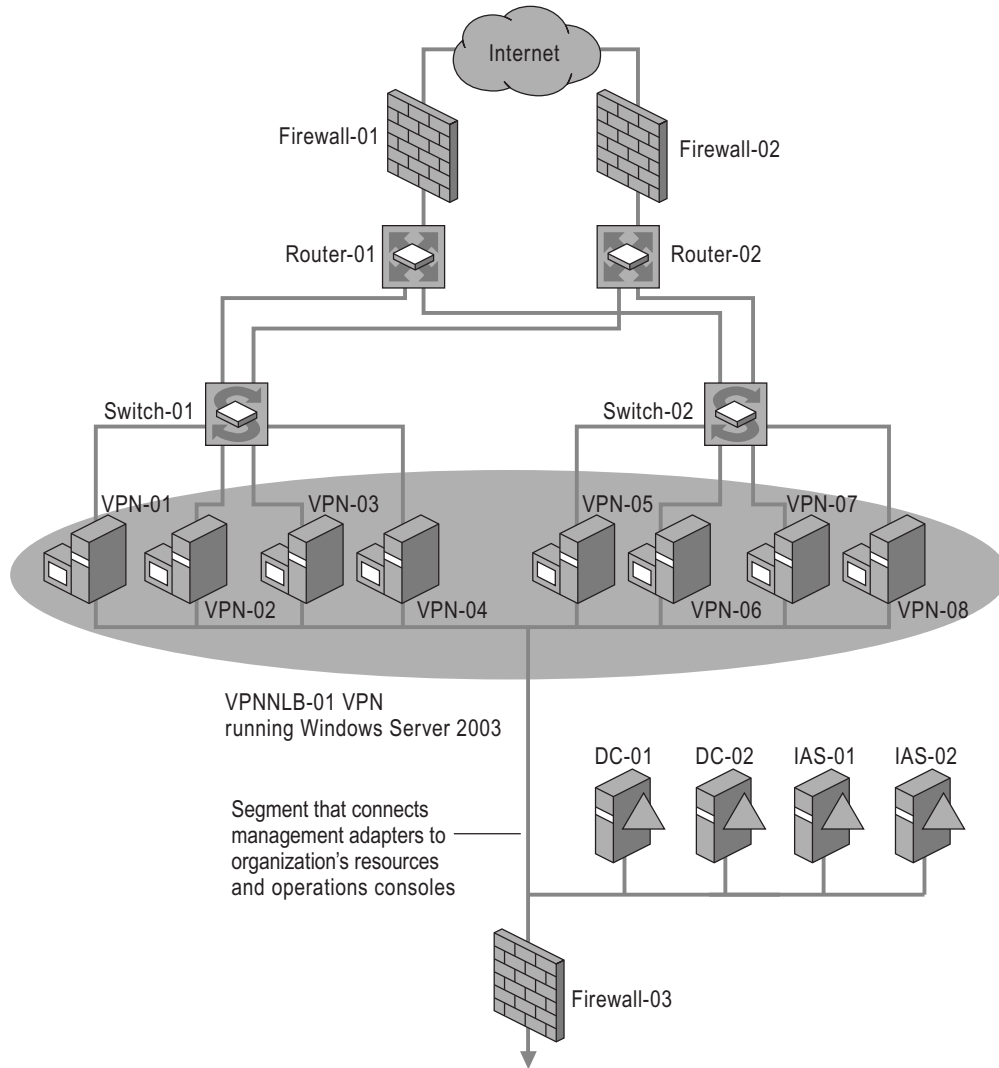 Internet
Firewall-01
Firewall-02
Router-01
Router-02
Switch-01
Switch-02
VPN-01
VPN-03
VPN-05
VPN-07
VPN-02
VPN-04
VPN-06
VPN-08
VPNNLB-01 VPN
running Windows Server 2003
DC-01
DC-02
IAS-01
IAS-02
Segment that connects
management adapters to
organization's resources
and operations consoles
Firewall-03